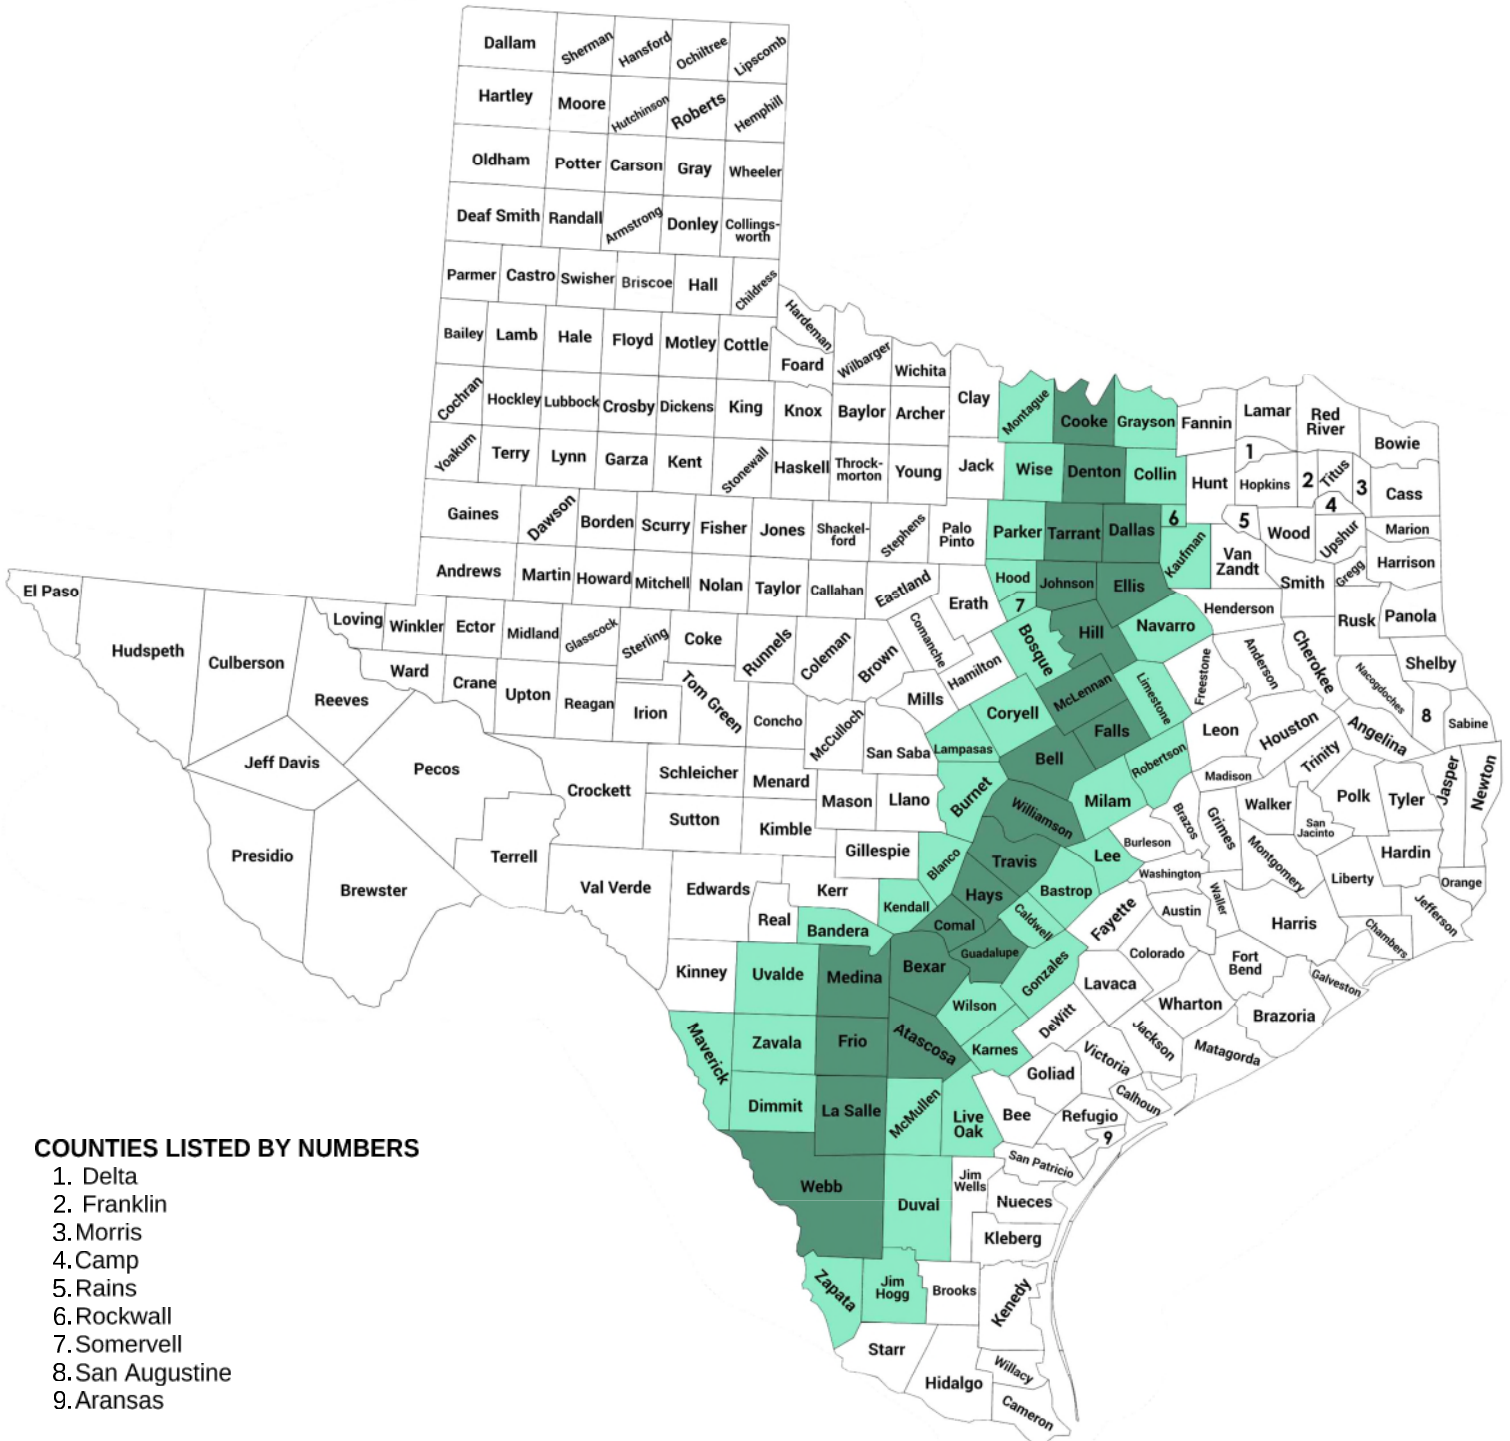 Dallam
Sherman
Hansford
Ochiltree
Lipscomb
Hartley
Moore
Hutchinson
Roberts
Hemphill
Oldham
Potter
Carson
Gray
Wheeler
Deaf Smith
Randall
Armstrong
Donley
Collings-
worth
Parmer
Castro
Swisher
Briscoe
Hall
Childress
Hardeman
Bailey
Lamb
Hale
Floyd
Motley
Cottle
Foard
Wilbarger
Wichita
Cochran
Hockley
Lubbock
Crosby
Dickens
King
Knox
Baylor
Archer
Clay
Montague
Cooke
Grayson
Fannin
Lamar
Red
River
Bowie
Yoakum
Terry
Lynn
Garza
Kent
Stonewall
Haskell
Throck-
morton
Young
Jack
Wise
Denton
Collin
Hunt
1
Hopkins
2
Titus
3
Cass
4
Gaines
Dawson
Borden
Scurry
Fisher
Jones
Shackel-
ford
Stephens
Palo
Pinto
Parker
Tarrant
Dallas
6
Kaufman
5
Wood
Upshur
Marion
Van
Zandt
Andrews
Martin
Howard
Mitchell
Nolan
Taylor
Callahan
Eastland
Erath
Hood
7
Johnson
Ellis
Henderson
Smith
Gregg
Harrison
El Paso
Hudspeth
Culberson
Reeves
Loving
Winkler
Ector
Midland
Glasscock
Sterling
Coke
Runnels
Coleman
Brown
Comanche
Hamilton
Bosque
Hill
Navarro
Freestone
Anderson
Cherokee
Rusk
Panola
Shelby
Nacogdoches
Ward
Crane
Upton
Reagan
Irion
Tom Green
Concho
McCulloch
Mills
San Saba
Lampasas
Coryell
McLennan
Limestone
Falls
Bell
Robertson
Leon
Houston
Trinity
Angelina
8
Sabine
Jeff Davis
Pecos
Crockett
Schleicher
Menard
Sutton
Kimble
Mason
Llano
Burnet
Williamson
Milam
Madison
Brazos
Grimes
Walker
San
Jacinto
Polk
Tyler
Jasper
Newton
Presidio
Brewster
Terrell
Val Verde
Edwards
Gillespie
Kerr
Real
Bandera
Kendall
Blanco
Travis
Hays
Comal
Lee
Bastrop
Caldwell
Burleson
Washington
Waller
Montgomery
Liberty
Hardin
Orange
Jefferson
Chambers
Harris
Austin
Fayette
Colorado
Fort
Bend
Galveston
Brazoria
Kinney
Uvalde
Medina
Bexar
Guadalupe
Gonzales
Wilson
Lavaca
Wharton
DeWitt
Jackson
Matagorda
Maverick
Zavala
Frio
Atascosa
Karnes
Goliad
Victoria
Calhoun
Dimmit
La Salle
McMullen
Live
Oak
Bee
Refugio
9
San Patricio
Webb
Duval
Jim
Wells
Nueces
Kleberg
Zapata
Jim
Hogg
Brooks
Kenedy
Starr
Hidalgo
Willacy
Cameron
COUNTIES LISTED BY NUMBERS
1. Delta
2. Franklin
3. Morris
4. Camp
5. Rains
6. Rockwall
7. Somervell
8. San Augustine
9. Aransas